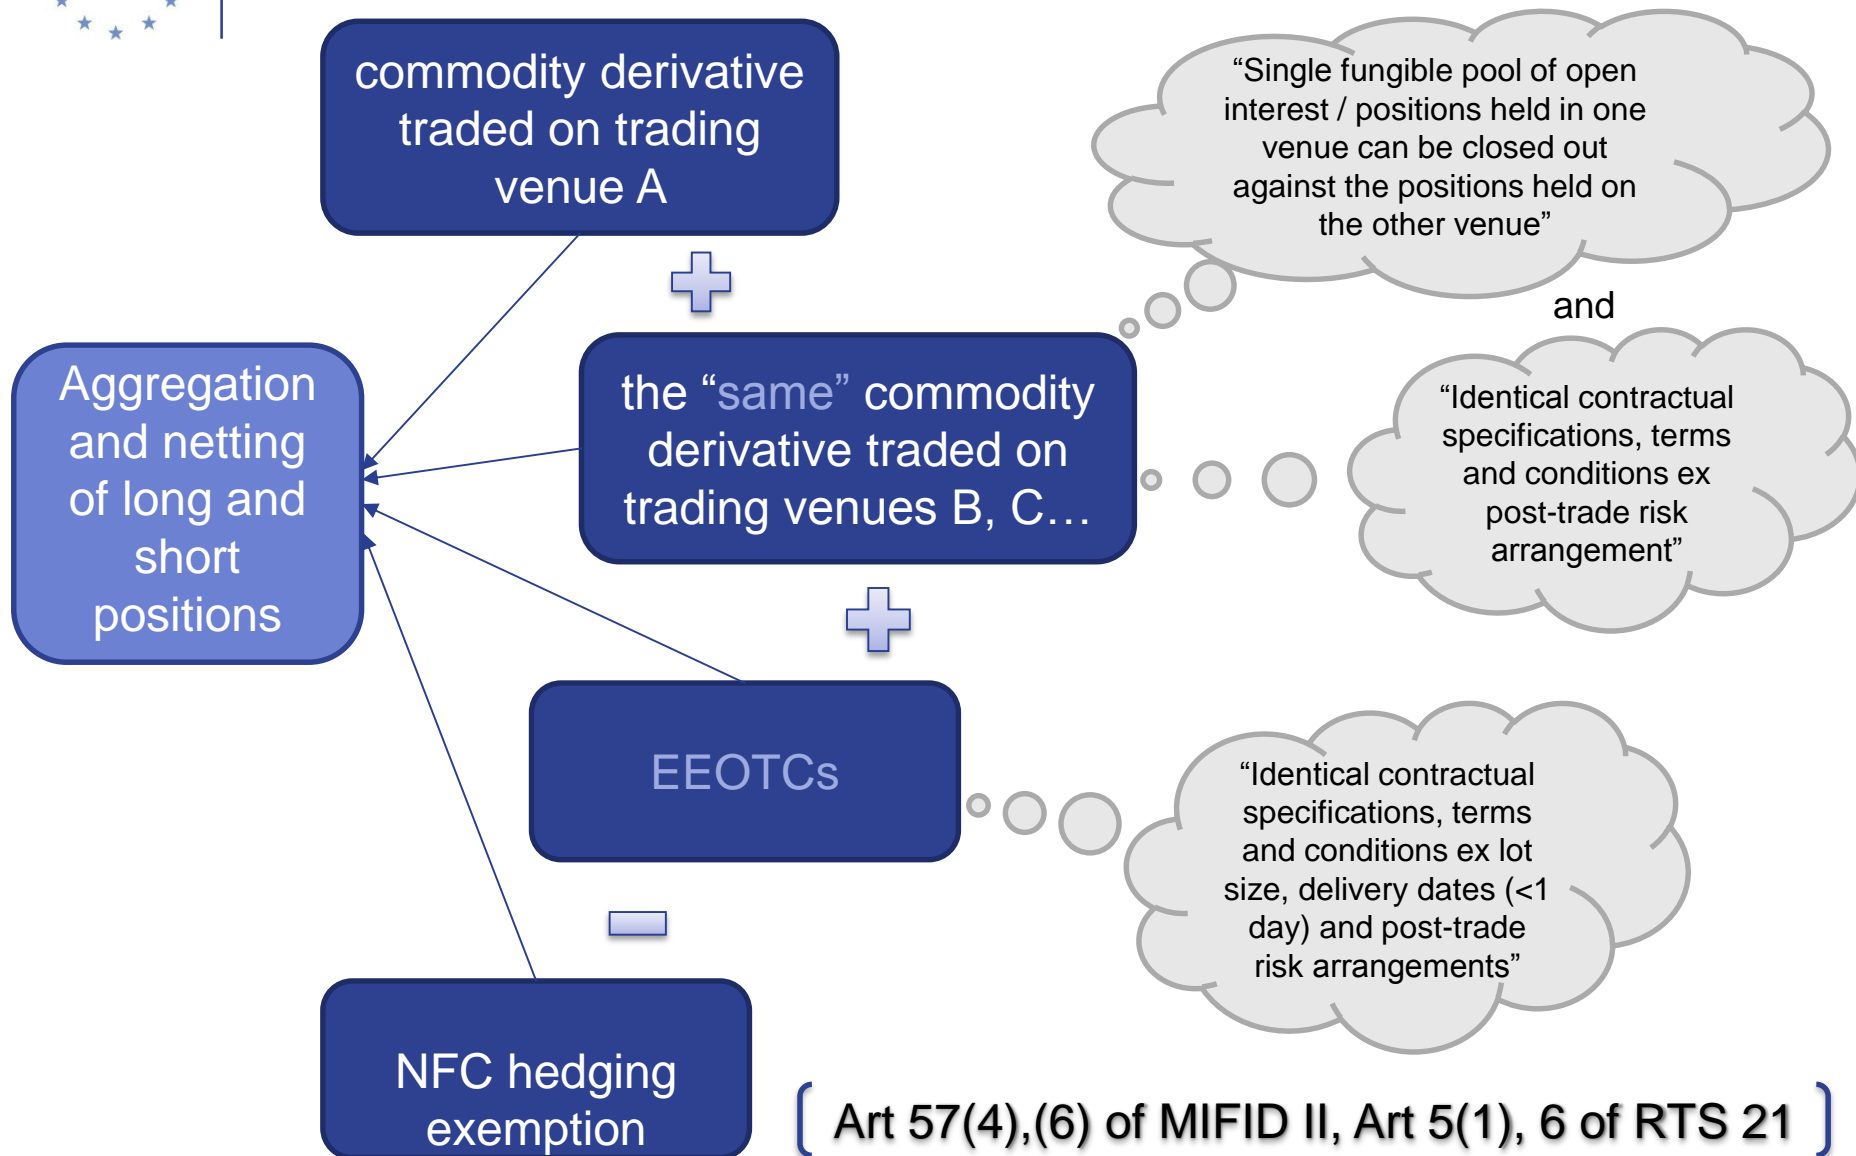 commodity derivative
traded on trading
venue A
“Single fungible pool of open
interest / positions held in one
venue can be closed out
against the positions held on
the other venue”
and
Aggregation
and netting
of long and
short
positions
the “same” commodity
derivative traded on
trading venues B, C…
“Identical contractual
specifications, terms
and conditions ex
post-trade risk
arrangement”
EEOTCs
“Identical contractual
specifications, terms
and conditions ex lot
size, delivery dates (<1
day) and post-trade
risk arrangements”
NFC hedging
exemption
Art 57(4),(6) of MIFID II, Art 5(1), 6 of RTS 21